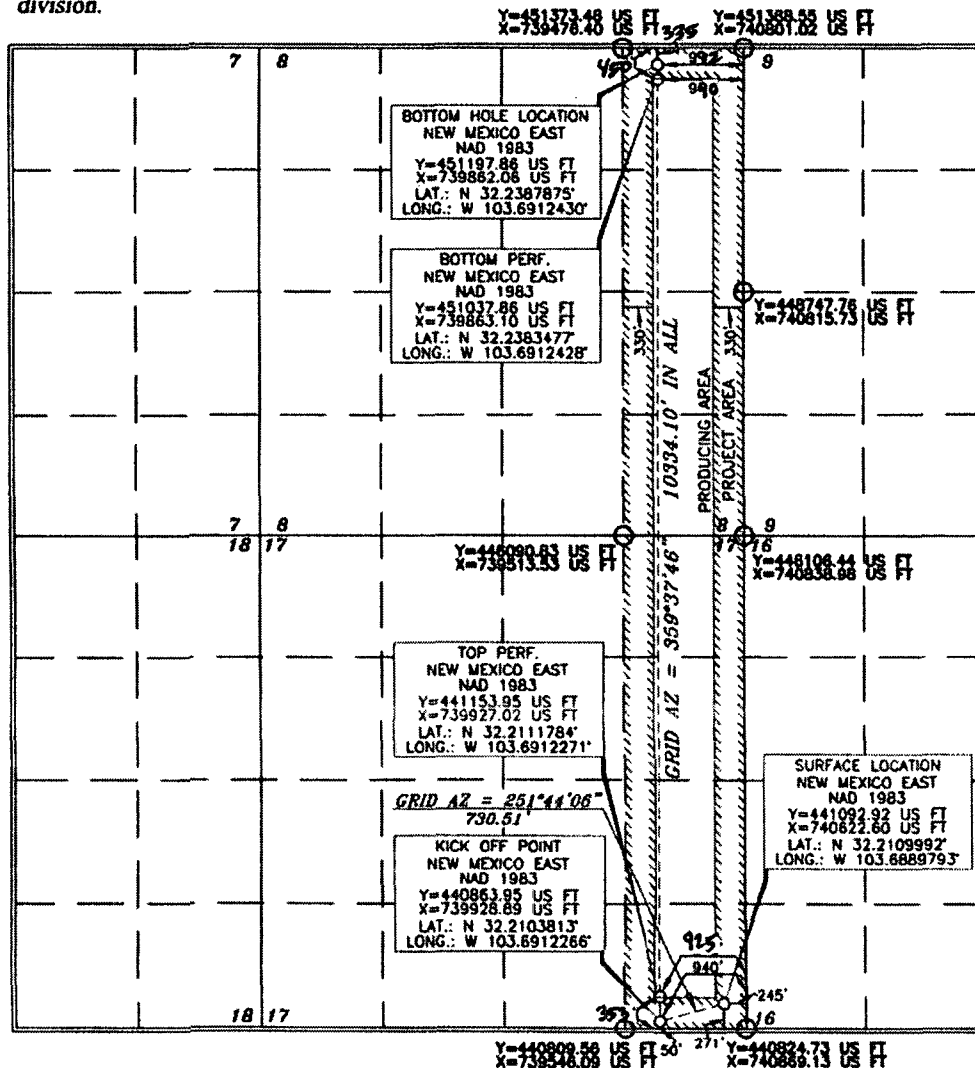 division.
Y=451373.48 US FT
X=739476.40 US FT
Y=451388.55 US FT
X=740801.02 US FT
335
7 8
9
450
992
990
BOTTOM HOLE LOCATION
NEW MEXICO EAST
NAD 1983
Y=451197.86 US FT
X=739862.06 US FT
LAT.: N 32.2387875°
LONG.: W 103.6912430°
BOTTOM PERF.
NEW MEXICO EAST
NAD 1983
Y=451037.86 US FT
X=739863.10 US FT
LAT.: N 32.2383477°
LONG.: W 103.6912428°
Y=448747.76 US FT
X=740815.73 US FT
330'
330'
GRID AZ = 359°37'46" 10334.10' IN ALL
PRODUCING AREA
PROJECT AREA
7 8
18 17
8 9
17 16
Y=446090.83 US FT
X=739513.53 US FT
Y=446106.44 US FT
X=740838.98 US FT
TOP PERF.
NEW MEXICO EAST
NAD 1983
Y=441153.95 US FT
X=739927.02 US FT
LAT.: N 32.2111784°
LONG.: W 103.6912271°
SURFACE LOCATION
NEW MEXICO EAST
NAD 1983
Y=441092.92 US FT
X=740622.60 US FT
LAT.: N 32.2109992°
LONG.: W 103.6889793°
GRID AZ = 251°44'06"
730.51'
KICK OFF POINT
NEW MEXICO EAST
NAD 1983
Y=440863.95 US FT
X=739928.89 US FT
LAT.: N 32.2103813°
LONG.: W 103.6912266°
925
940'
245'
353
18 17
16
50'
271'
Y=440809.56 US FT
X=739546.09 US FT
Y=440824.73 US FT
X=740869.13 US FT